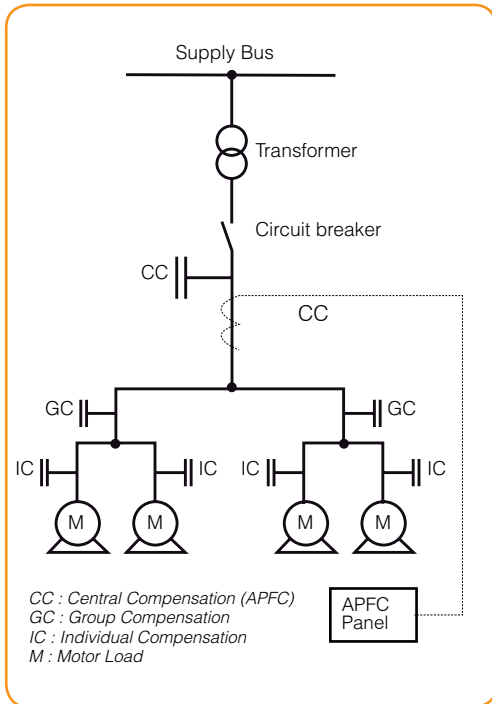 Supply Bus
Transformer
Circuit breaker
CC
CC
GC
GC
IC
IC
IC
IC
M
M
M
M
CC : Central Compensation (APFC)
GC : Group Compensation
IC : Individual Compensation
M : Motor Load
APFC
Panel